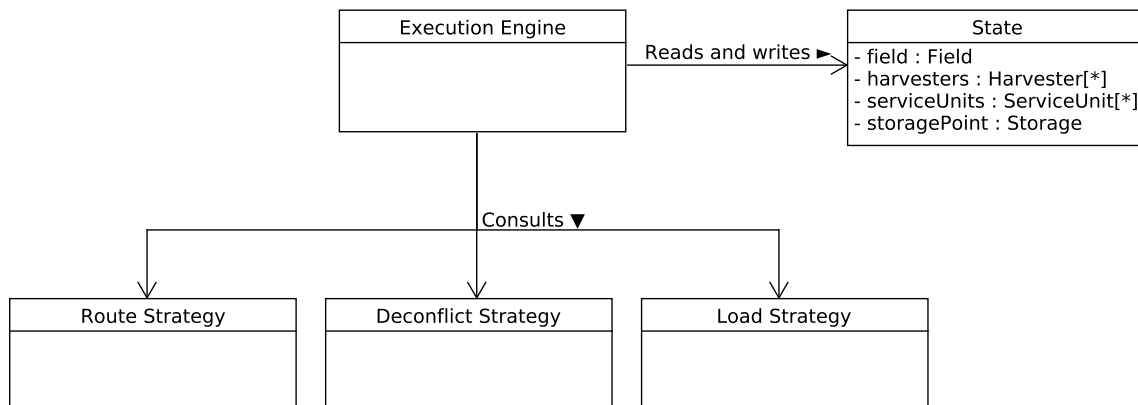 Execution Engine
Reads and writes ►
State
- field : Field
- harvesters : Harvester[*]
- serviceUnits : ServiceUnit[*]
- storagePoint : Storage
Consults ▼
Route Strategy
Deconflict Strategy
Load Strategy